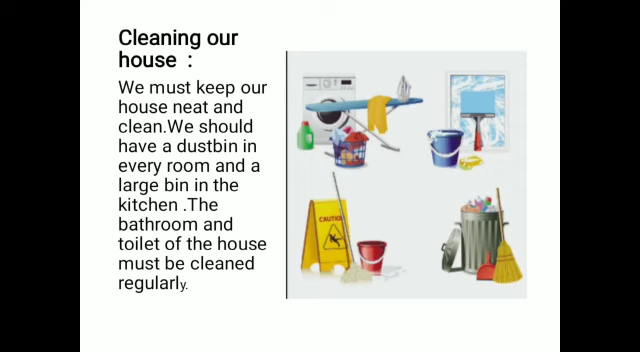 Cleaning our
house  :
We must keep our
house neat and
clean.We should
have a dustbin in
every room and a
large bin in the
kitchen .The
bathroom and
toilet of the house
must be cleaned
regularly.
CAUTION